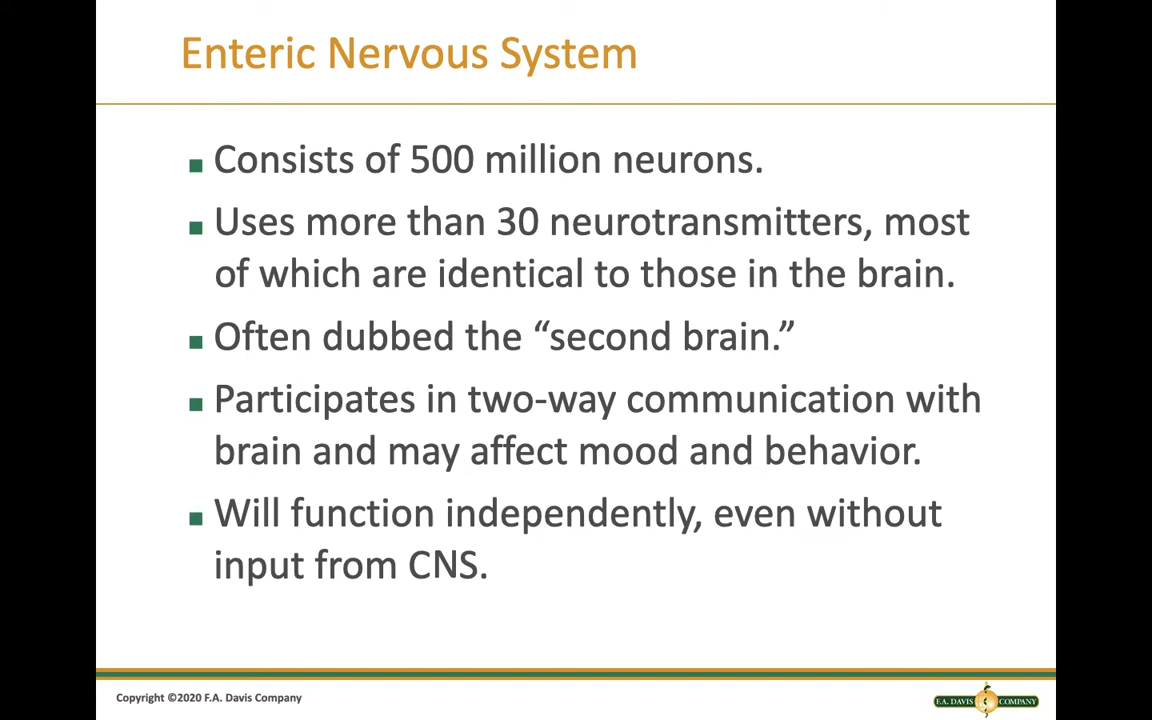 Enteric Nervous System
■ Consists of 500 million neurons.
■ Uses more than 30 neurotransmitters, most
of which are identical to those in the brain.
■ Often dubbed the “second brain.”
■ Participates in two-way communication with
brain and may affect mood and behavior.
■ Will function independently, even without
input from CNS.
Copyright ©2020 F.A. Davis Company
F.A. DAVIS COMPANY